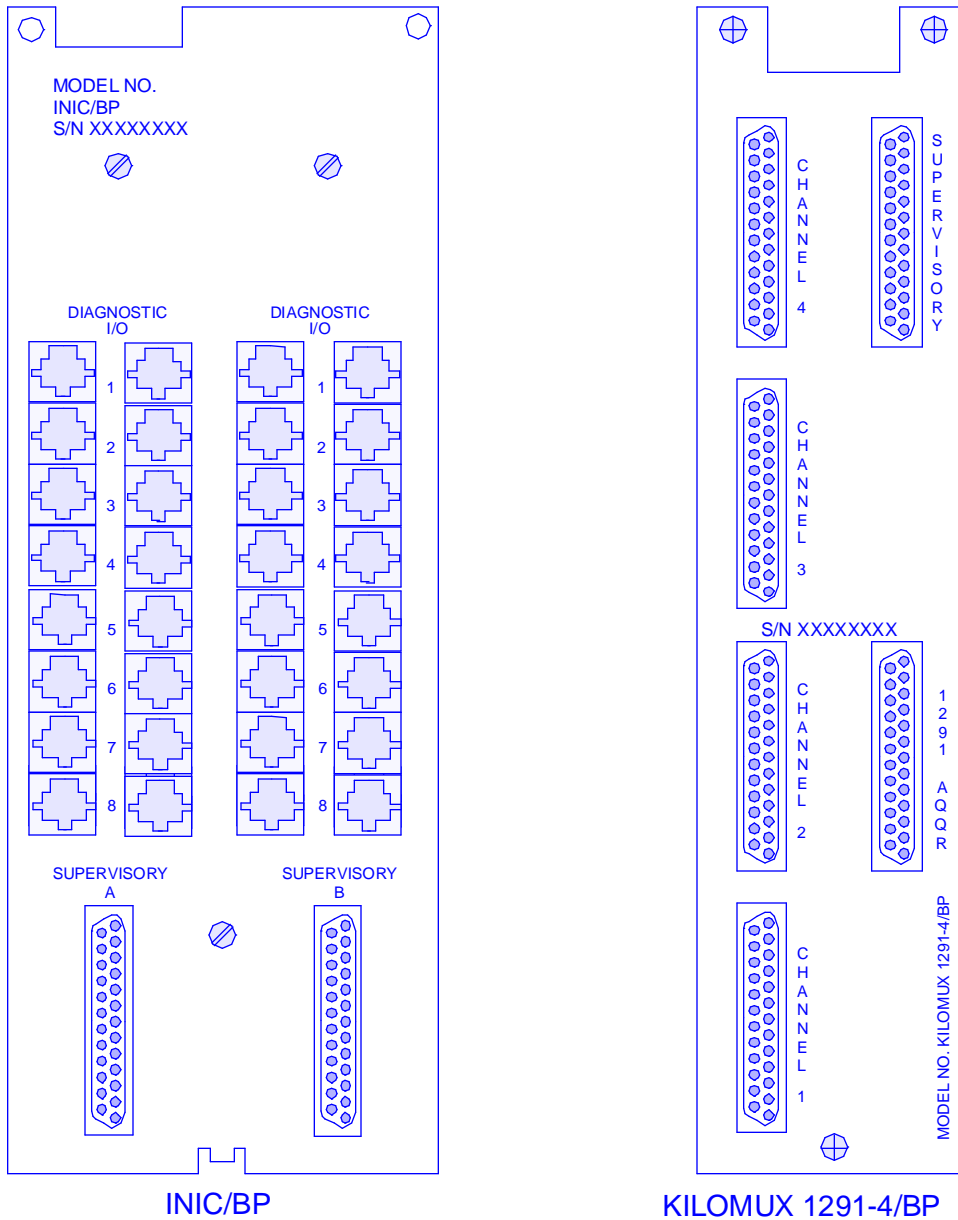 MODEL NO.
INIC/BP
S/N XXXXXXXX
DIAGNOSTIC
I/O
1
2
3
4
5
6
7
8
DIAGNOSTIC
I/O
1
2
3
4
5
6
7
8
SUPERVISORY
A
SUPERVISORY
B
INIC/BP
CHANNEL 4
SUPERVISORY
CHANNEL 3
S/N XXXXXXXX
CHANNEL 2
1291 AQQR
CHANNEL 1
MODEL NO. KILOMUX 1291-4/BP
KILOMUX 1291-4/BP